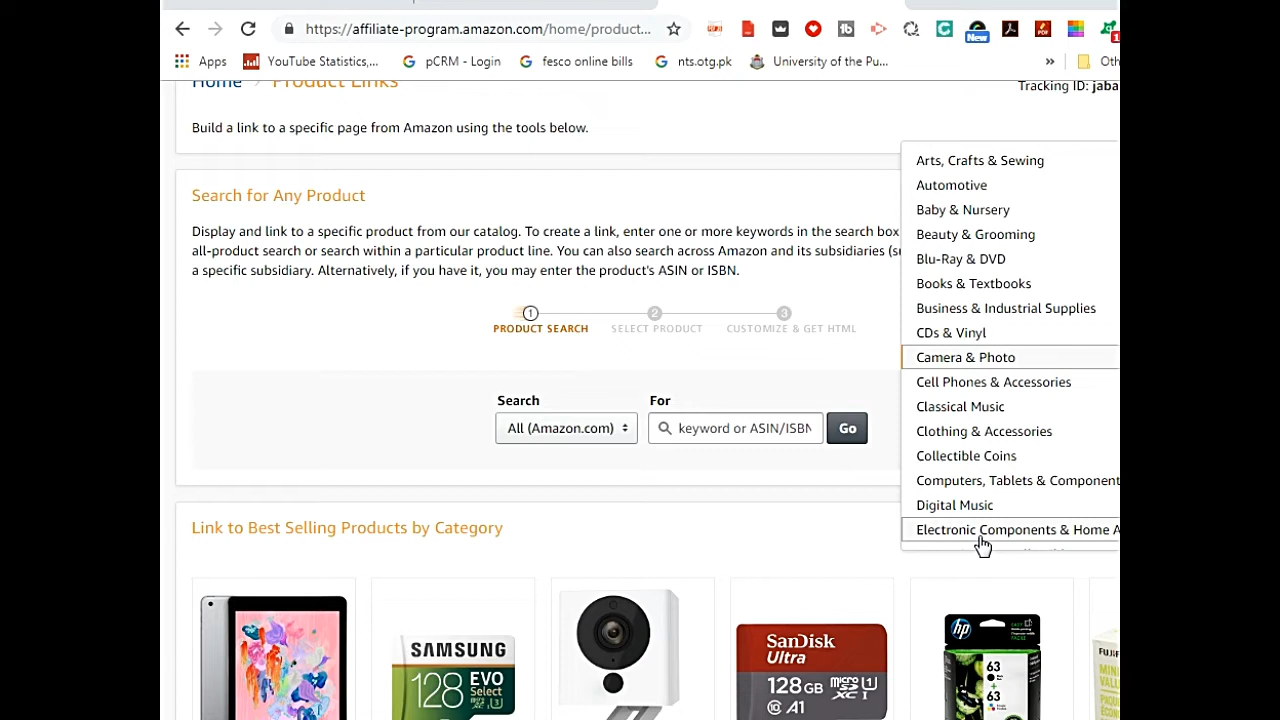 https://affiliate-program.amazon.com/home/product...
New
1
Apps
YouTube Statistics,...
pCRM - Login
fesco online bills
nts.otg.pk
University of the Pu...
»
Oth
Home > Product Links
Tracking ID: jaba
Build a link to a specific page from Amazon using the tools below.
Search for Any Product
Display and link to a specific product from our catalog. To create a link, enter one or more keywords in the search box
all-product search or search within a particular product line. You can also search across Amazon and its subsidiaries (su
a specific subsidiary. Alternatively, if you have it, you may enter the product's ASIN or ISBN.
1
2
3
PRODUCT SEARCH
SELECT PRODUCT
CUSTOMIZE & GET HTML
Search
For
All (Amazon.com)
keyword or ASIN/ISBN
Go
Arts, Crafts & Sewing
Automotive
Baby & Nursery
Beauty & Grooming
Blu-Ray & DVD
Books & Textbooks
Business & Industrial Supplies
CDs & Vinyl
Camera & Photo
Cell Phones & Accessories
Classical Music
Clothing & Accessories
Collectible Coins
Computers, Tablets & Component
Digital Music
Electronic Components & Home A
Link to Best Selling Products by Category
SAMSUNG
128 EVO
Select
SanDisk
Ultra
128GB
micro
SD
XC I
U1
A1
hp
63
63
FUJI